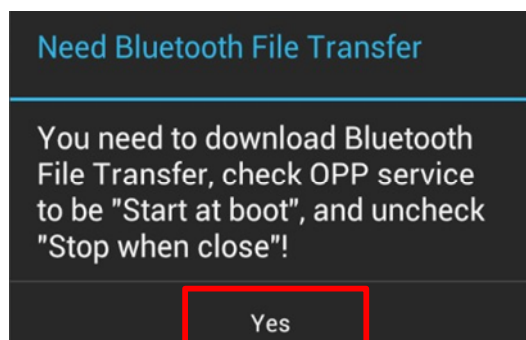 Need Bluetooth File Transfer
You need to download Bluetooth
File Transfer, check OPP service
to be "Start at boot", and uncheck
"Stop when close"!
Yes